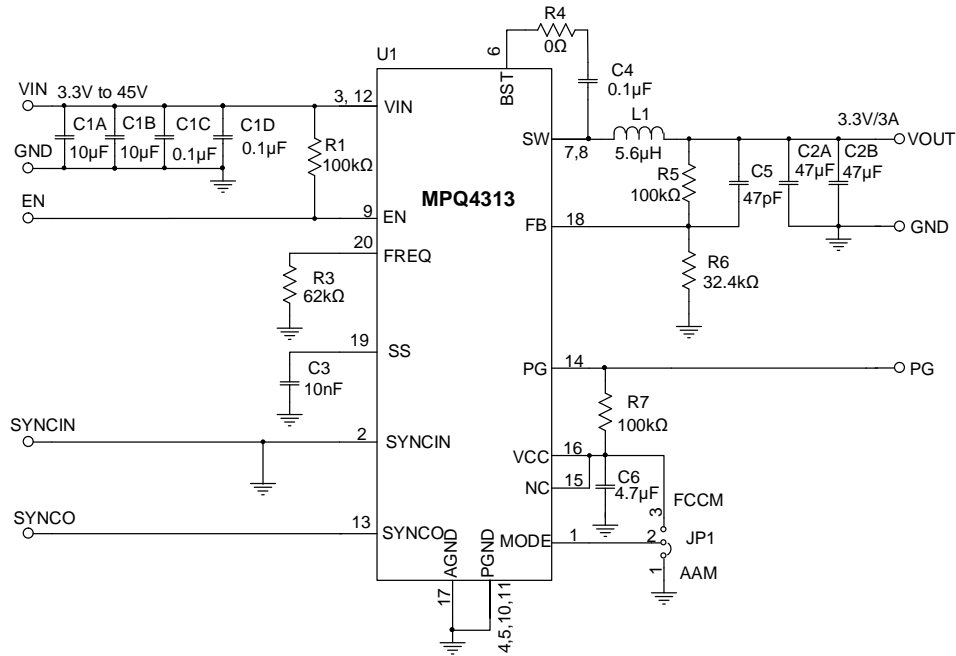 R4
0Ω
U1
6
BST
C4
0.1µF
VIN
3.3V to 45V
3, 12
VIN
C1A
10µF
C1B
10µF
C1C
0.1µF
C1D
0.1µF
R1
100kΩ
GND
EN
9
EN
SW
7,8
L1
5.6µH
3.3V/3A
VOUT
R5
100kΩ
C5
47pF
C2A
47µF
C2B
47µF
MPQ4313
FB
18
GND
20
FREQ
R3
62kΩ
R6
32.4kΩ
19
SS
C3
10nF
PG
14
PG
R7
100kΩ
SYNCIN
2
SYNCIN
VCC
16
NC
15
C6
4.7µF
3
FCCM
SYNCO
13
SYNCO
MODE
1
2
JP1
1
AAM
AGND
PGND
17
4,5,10,11